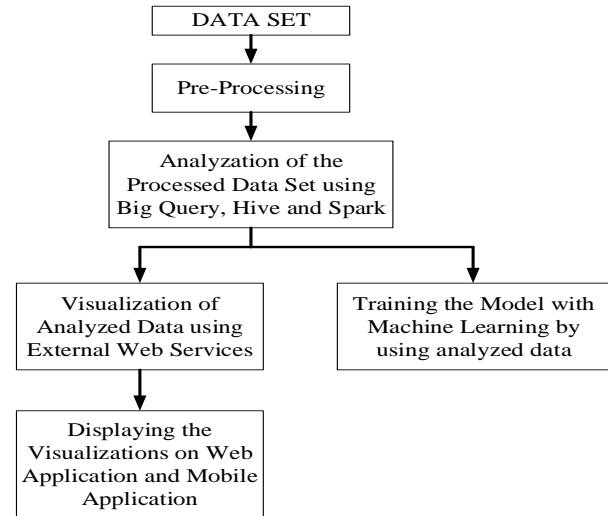 DATA SET
Pre-Processing
Analyzation of the
Processed Data Set using
Big Query, Hive and Spark
Visualization of
Analyzed Data using
External Web Services
Training the Model with
Machine Learning by
using analyzed data
Displaying the
Visualizations on Web
Application and Mobile
Application